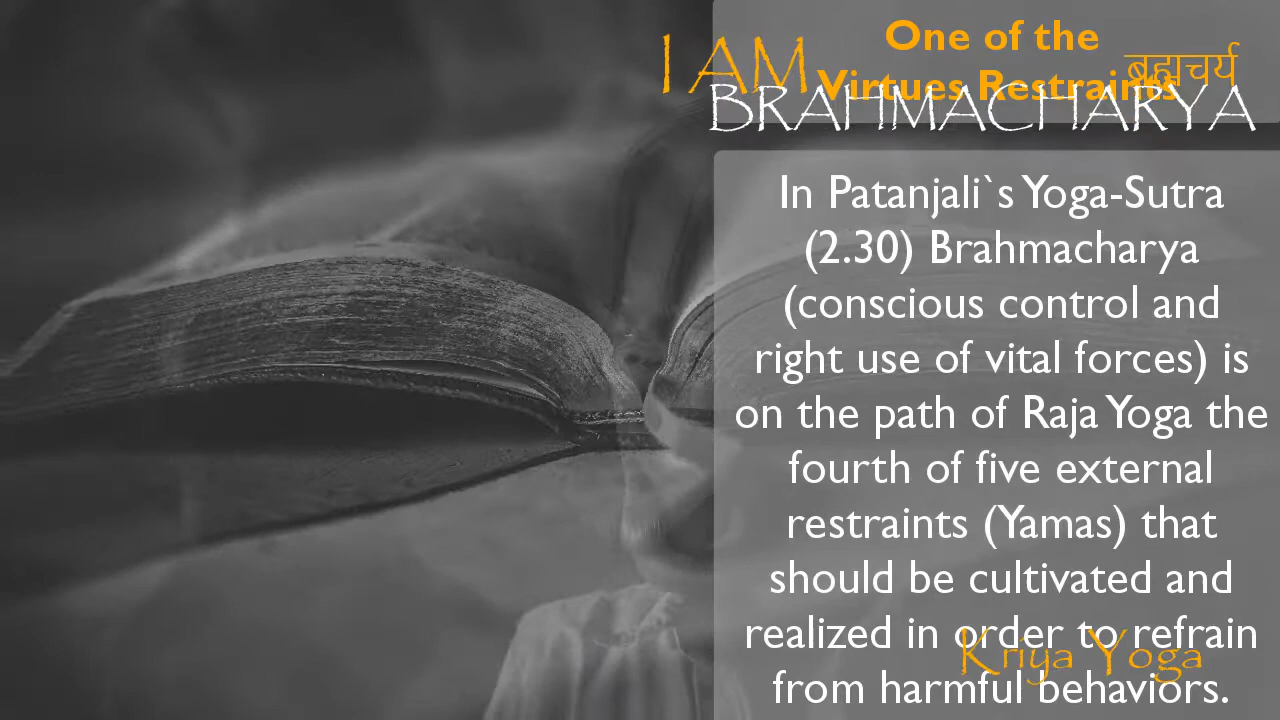 One of the
I AM
Virtues Restraints
ब्रह्मचर्य
BRAHMACHARYA
In Patanjali`s Yoga-Sutra
(2.30) Brahmacharya
(conscious control and
right use of vital forces) is
on the path of Raja Yoga the
fourth of five external
restraints (Yamas) that
should be cultivated and
realized in order to refrain
Kriya Yoga
from harmful behaviors.